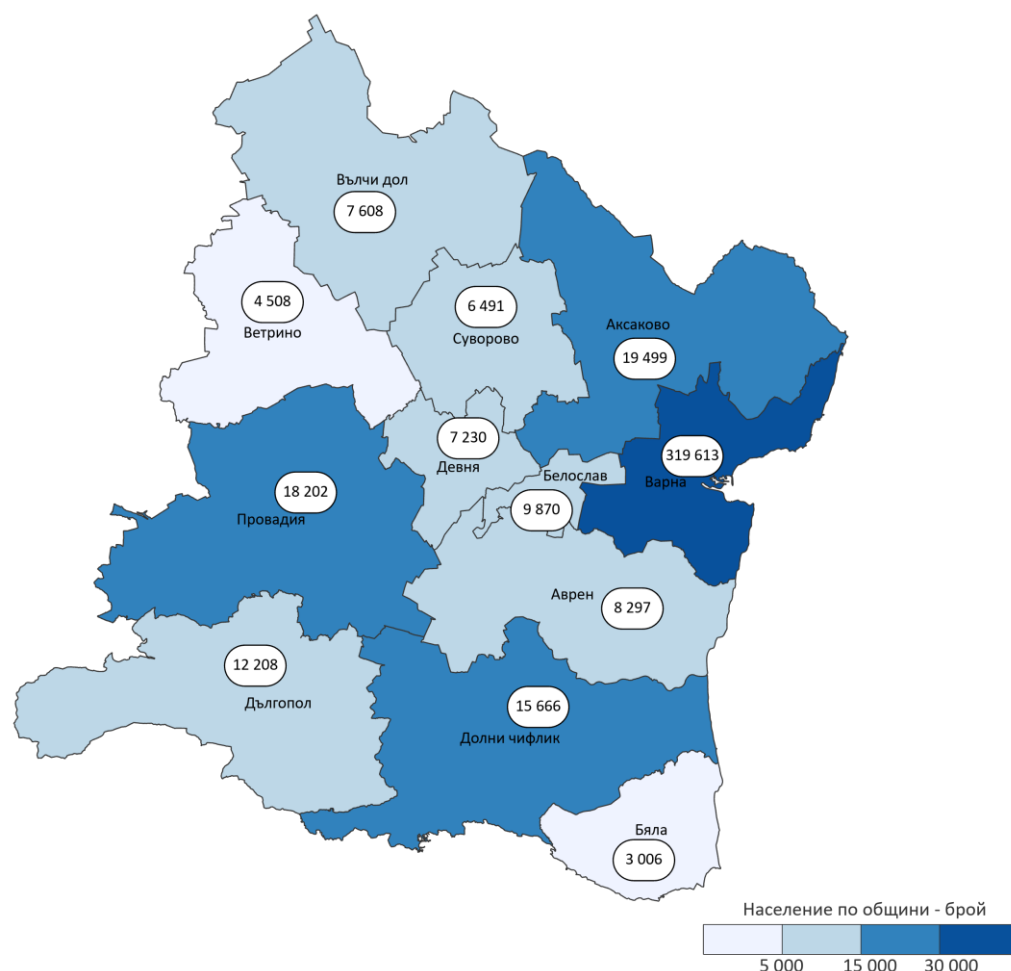 Вълчи дол
7 608
4 508
Ветрино
6 491
Суворово
Аксаково
19 499
7 230
Девня
Белослав
9 870
319 613
Варна
18 202
Провадия
Аврен
8 297
12 208
Дългопол
15 666
Долни чифлик
Бяла
3 006
Население по общини - брой
5 000 15 000 30 000